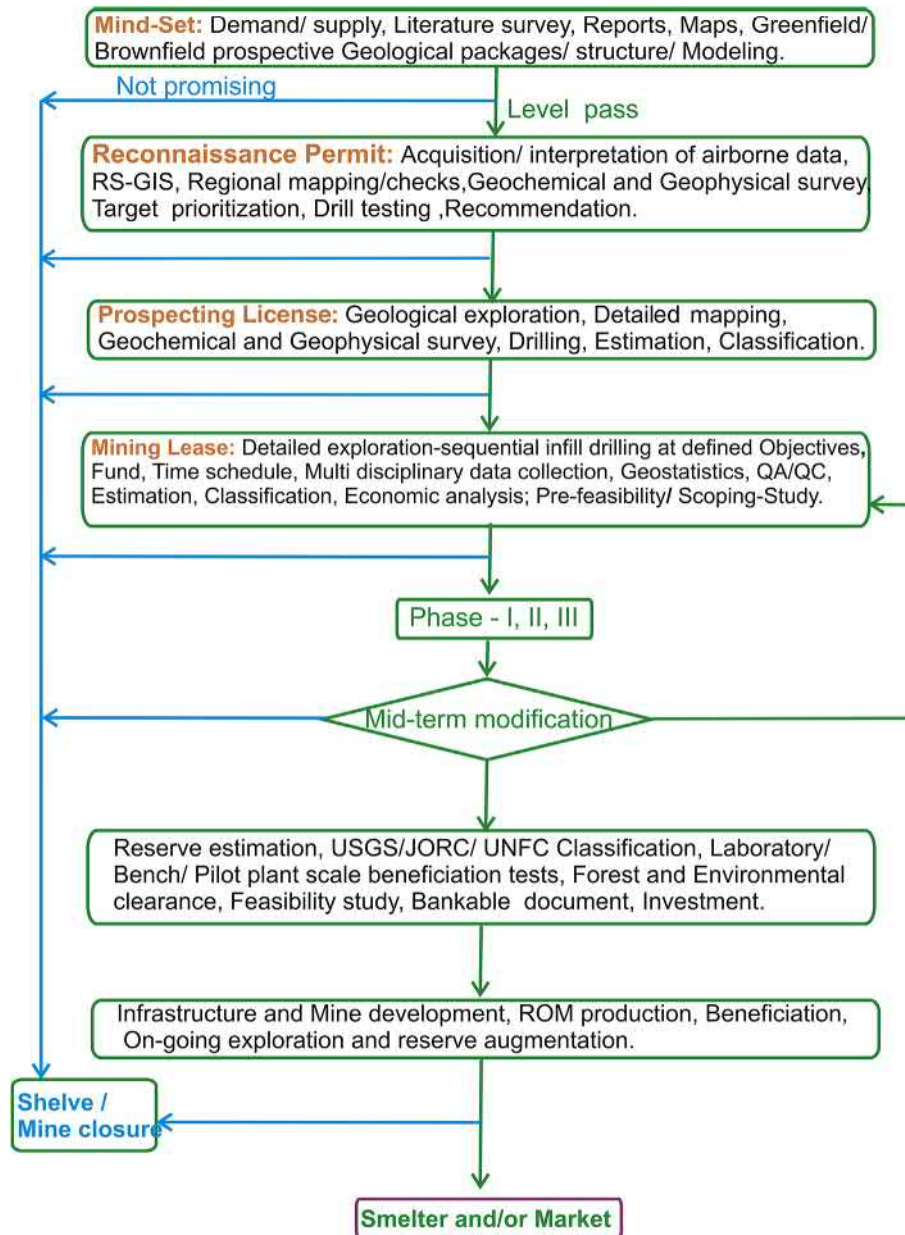 Mind-Set: Demand/ supply, Literature survey, Reports, Maps, Greenfield/
Brownfield prospective Geological packages/ structure/ Modeling.
Not promising
Level pass
Reconnaissance Permit: Acquisition/ interpretation of airborne data,
RS-GIS, Regional mapping/checks,Geochemical and Geophysical survey,
Target prioritization, Drill testing ,Recommendation.
Prospecting License: Geological exploration, Detailed mapping,
Geochemical and Geophysical survey, Drilling, Estimation, Classification.
Mining Lease: Detailed exploration-sequential infill drilling at defined Objectives,
Fund, Time schedule, Multi disciplinary data collection, Geostatistics, QA/QC,
Estimation, Classification, Economic analysis; Pre-feasibility/ Scoping-Study.
Phase - I, II, III
Mid-term modification
Reserve estimation, USGS/JORC/ UNFC Classification, Laboratory/
Bench/ Pilot plant scale beneficiation tests, Forest and Environmental
clearance, Feasibility study, Bankable document, Investment.
Infrastructure and Mine development, ROM production, Beneficiation,
On-going exploration and reserve augmentation.
Shelve /
Mine closure
Smelter and/or Market